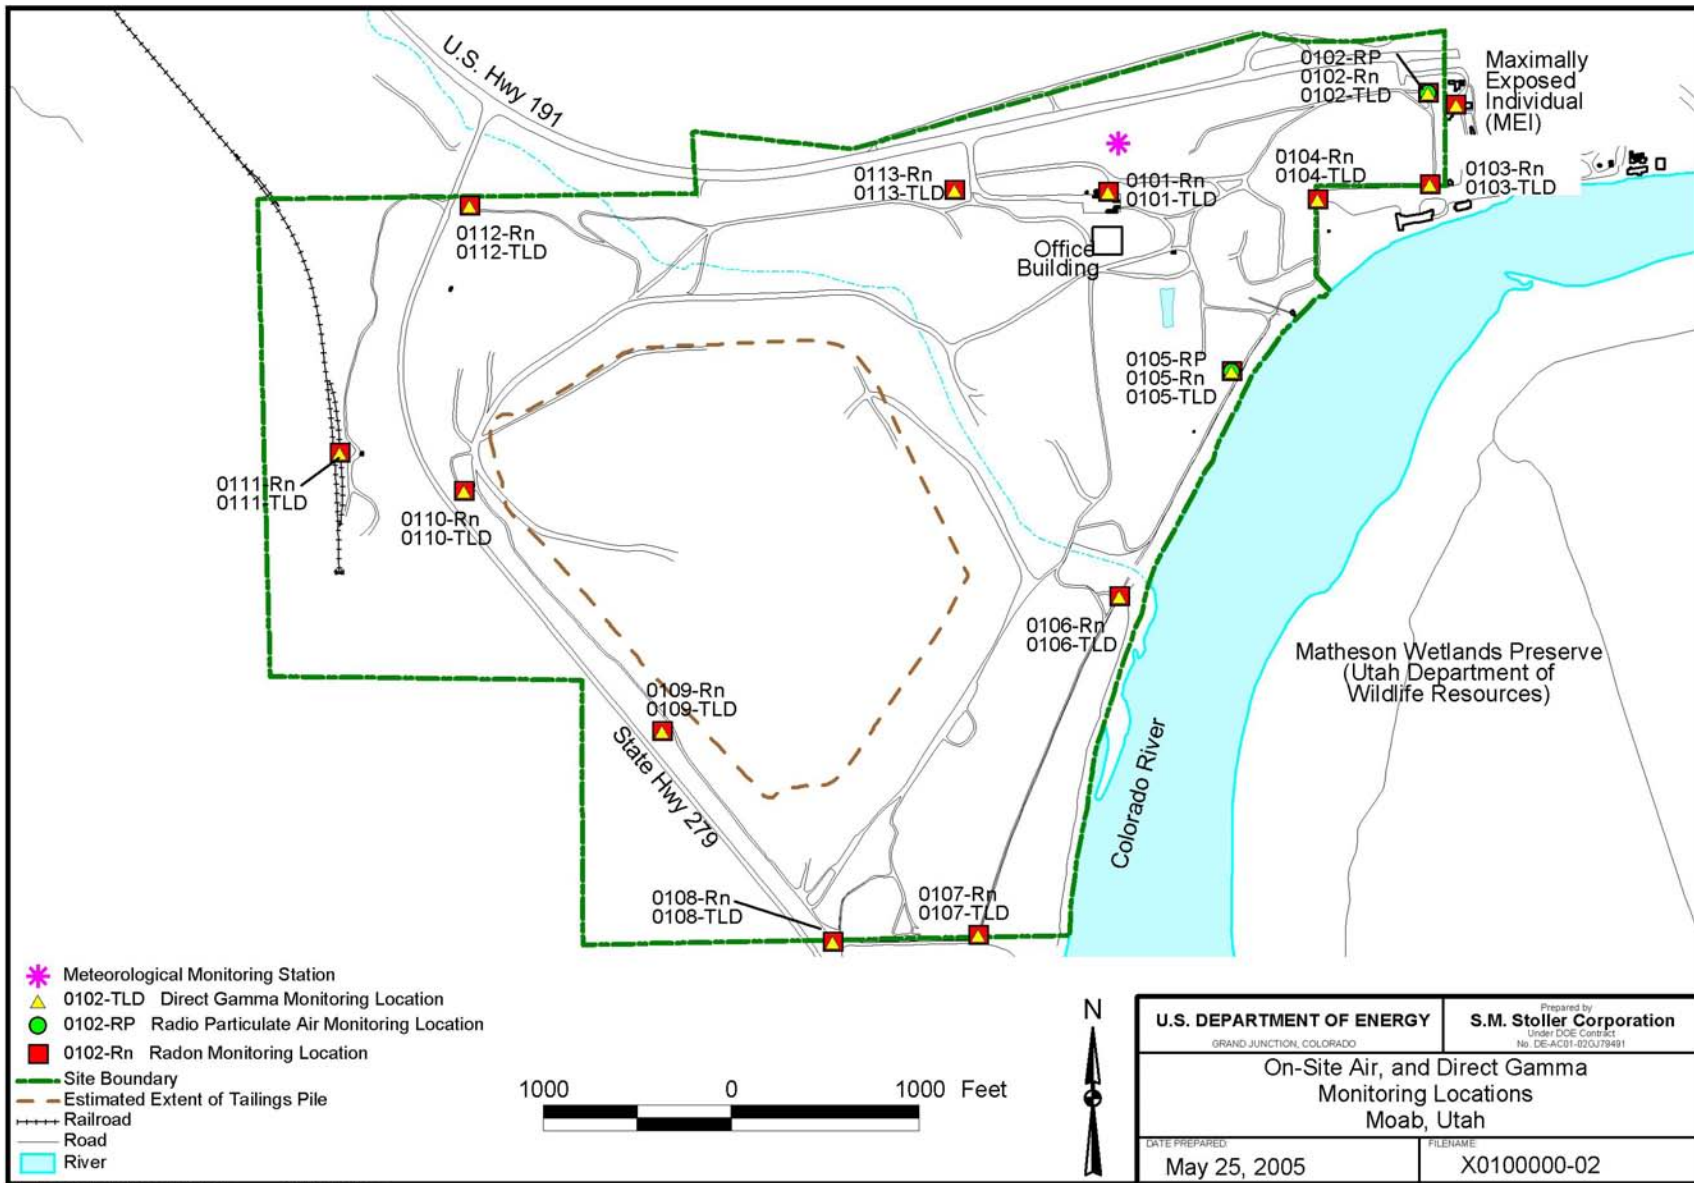 U.S. Hwy 191
0102-RP
0102-Rn
0102-TLD
Maximally
Exposed
Individual
(MEI)
0113-Rn
0113-TLD
0101-Rn
0101-TLD
0104-Rn
0104-TLD
0103-Rn
0103-TLD
0112-Rn
0112-TLD
Office
Building
0105-RP
0105-Rn
0105-TLD
0111-Rn
0111-TLD
0110-Rn
0110-TLD
0106-Rn
0106-TLD
Matheson Wetlands Preserve
(Utah Department of
Wildlife Resources)
0109-Rn
0109-TLD
State Hwy 279
Colorado River
0108-Rn
0108-TLD
0107-Rn
0107-TLD
Meteorological Monitoring Station
0102-TLD Direct Gamma Monitoring Location
0102-RP Radio Particulate Air Monitoring Location
0102-Rn Radon Monitoring Location
Site Boundary
Estimated Extent of Tailings Pile
Railroad
Road
River
1000 0 1000 Feet
N
U.S. DEPARTMENT OF ENERGY
GRAND JUNCTION, COLORADO
Prepared by
S.M. Stoller Corporation
Under DOE Contract
No. DE-AC01-02GJ79491
On-Site Air, and Direct Gamma
Monitoring Locations
Moab, Utah
DATE PREPARED:
May 25, 2005
FILENAME:
X0100000-02